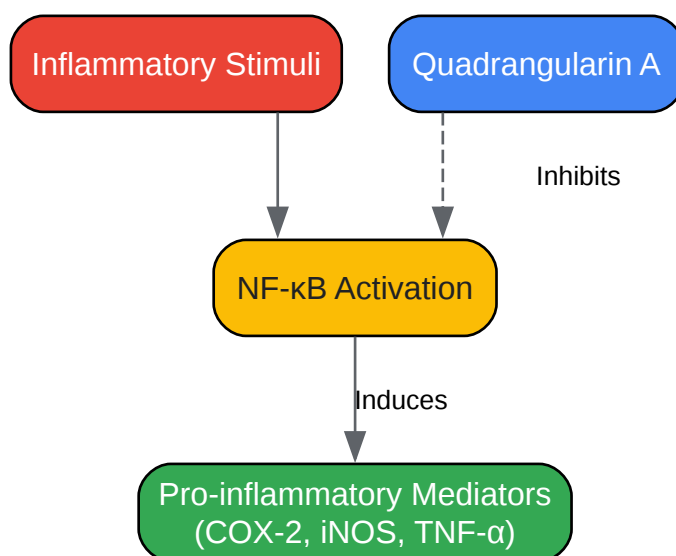 Inflammatory Stimuli
Quadrangularin A
Inhibits
NF-κB Activation
Induces
Pro-inflammatory Mediators
(COX-2, iNOS, TNF-α)